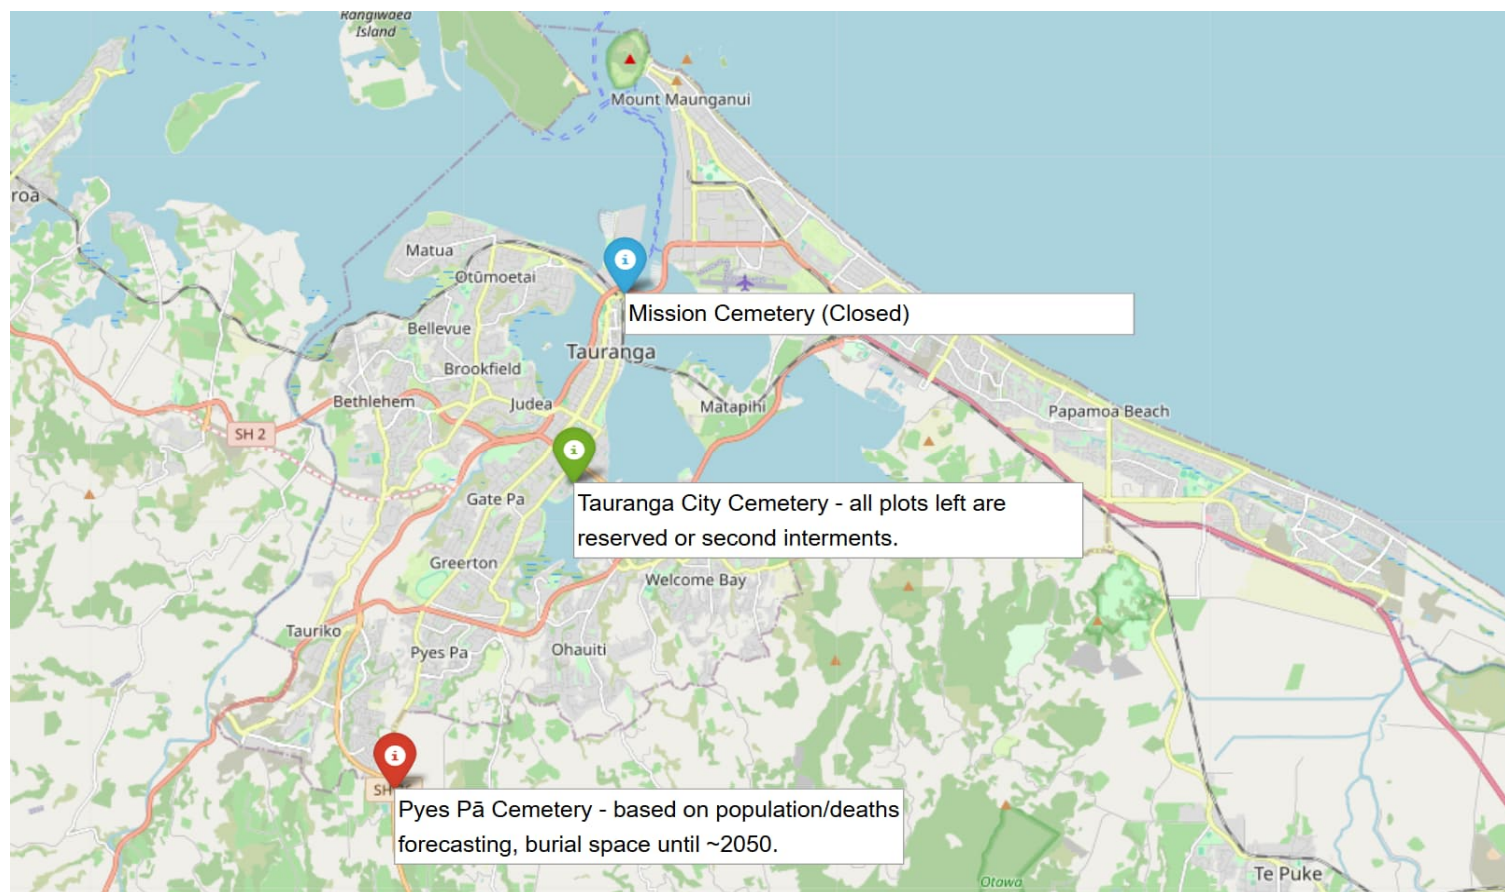 Rangiwaea
Island
Mount Maunganui
roa
Matua
Otūmoetai
Mission Cemetery (Closed)
Bellevue
Tauranga
Brookfield
Bethlehem
Judea
Matapihi
Papamoa Beach
SH 2
Gate Pa
Tauranga City Cemetery - all plots left are
reserved or second interments.
Greerton
Welcome Bay
Tauriko
Pyes Pa
Ohauiti
SH
Pyes Pā Cemetery - based on population/deaths
forecasting, burial space until ~2050.
Te Puke
Otawa